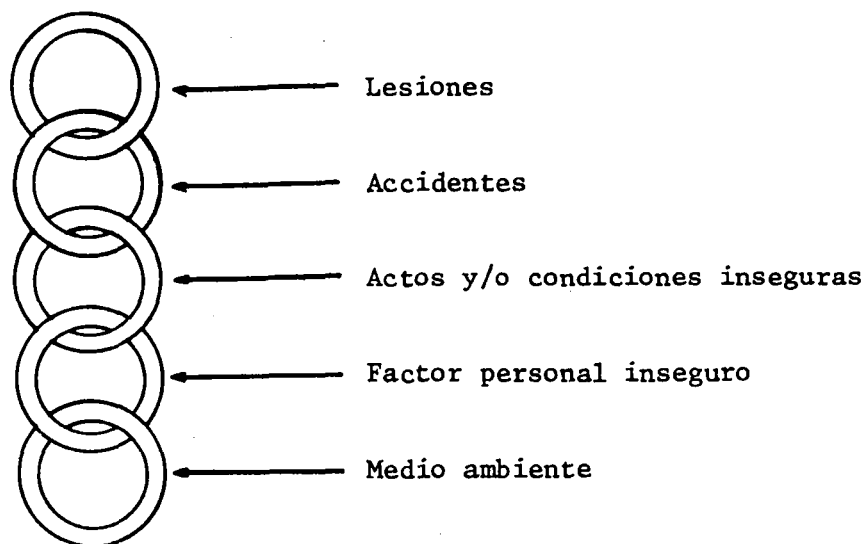 Lesiones
Accidentes
Actos y/o condiciones inseguras
Factor personal inseguro
Medio ambiente